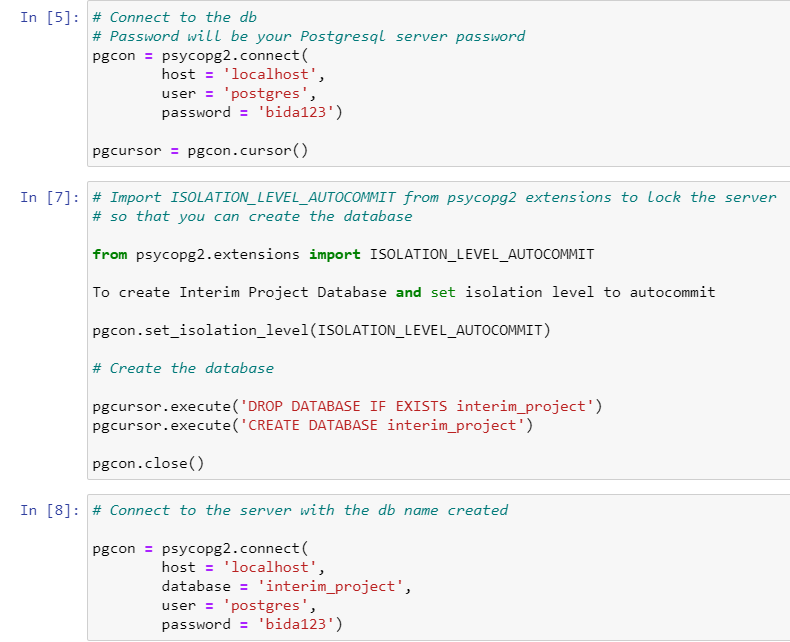 In [5]: # Connect to the db
# Password will be your Postgresql server password
pgcon = psycopg2.connect(
        host = 'localhost',
        user = 'postgres',
        password = 'bida123')

pgcursor = pgcon.cursor()

In [7]: # Import ISOLATION_LEVEL_AUTOCOMMIT from psycopg2 extensions to lock the server
# so that you can create the database

from psycopg2.extensions import ISOLATION_LEVEL_AUTOCOMMIT

To create Interim Project Database and set isolation level to autocommit

pgcon.set_isolation_level(ISOLATION_LEVEL_AUTOCOMMIT)

# Create the database

pgcursor.execute('DROP DATABASE IF EXISTS interim_project')
pgcursor.execute('CREATE DATABASE interim_project')

pgcon.close()

In [8]: # Connect to the server with the db name created

pgcon = psycopg2.connect(
        host = 'localhost',
        database = 'interim_project',
        user = 'postgres',
        password = 'bida123')